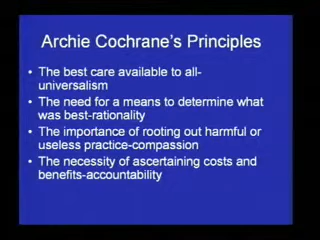 Archie Cochrane's Principles
• The best care available to all-
universalism
• The need for a means to determine what
was best-rationality
• The importance of rooting out harmful or
useless practice-compassion
• The necessity of ascertaining costs and
benefits-accountability